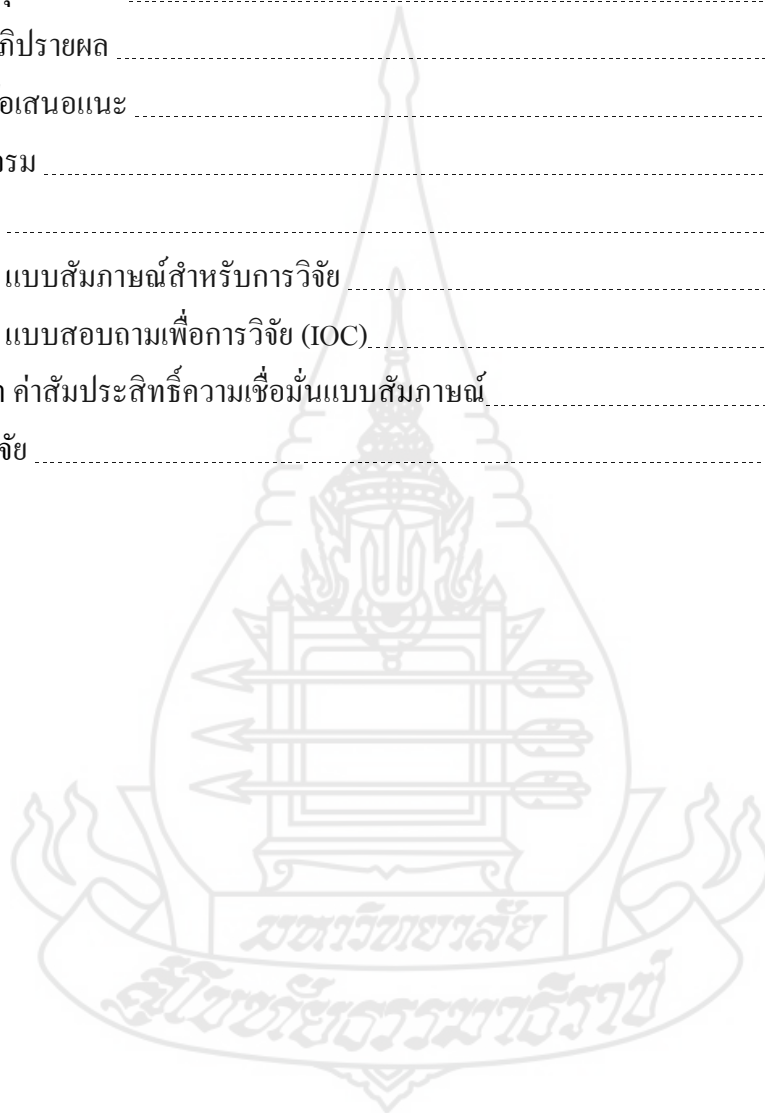 ภิปรายผล
อเสนอแนะ
กรม
แบบสัมภาษณ์สำหรับการวิจัย
แบบสอบถามเพื่อการวิจัย (IOC)
ค่าสัมประสิทธิ์ความเชื่อมั่นแบบสัมภาษณ์
จัย
มหาวิทยาลัย
สุโขทัยธรรมาธิราช